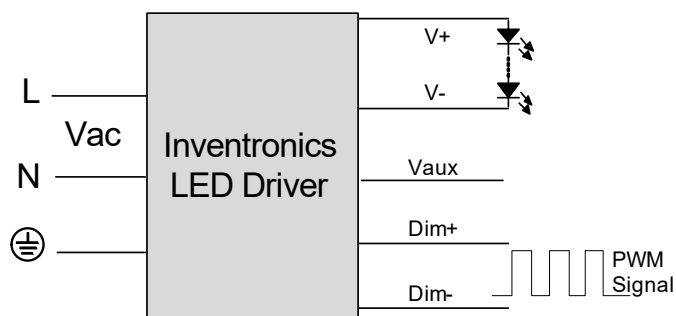 L
Vac
N
Inventronics
LED Driver
V+
V-
Vaux
Dim+
Dim-
PWM
Signal